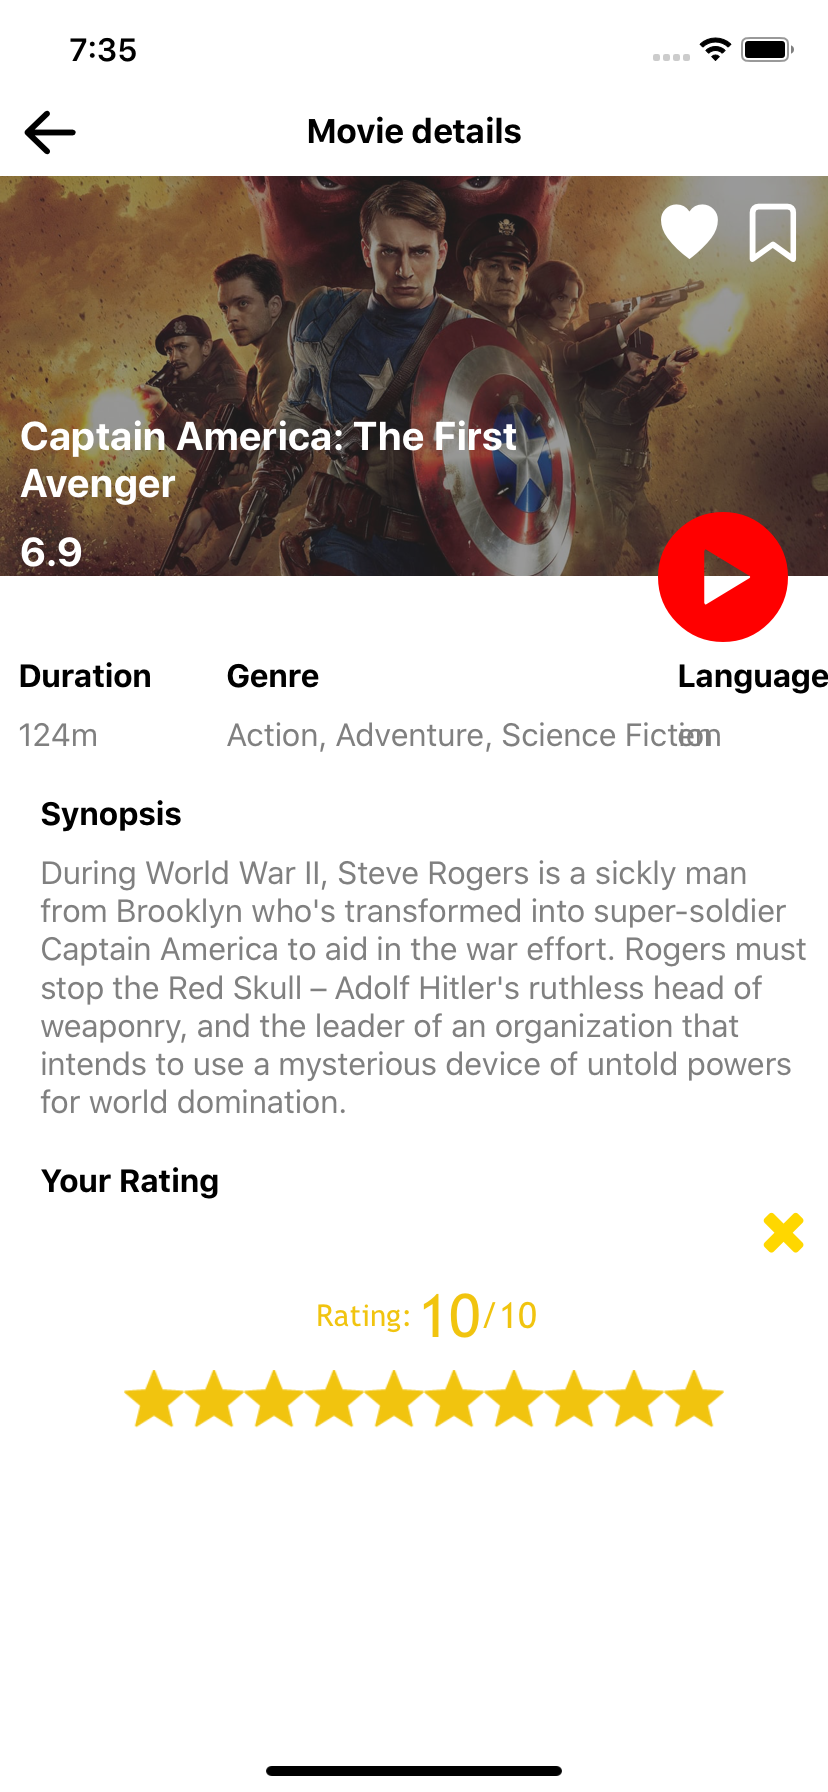 7:35
Movie details
Captain America: The First
Avenger
6.9
Duration Genre Language
124m Action, Adventure, Science Fiction en
Synopsis
During World War II, Steve Rogers is a sickly man
from Brooklyn who's transformed into super-soldier
Captain America to aid in the war effort. Rogers must
stop the Red Skull – Adolf Hitler's ruthless head of
weaponry, and the leader of an organization that
intends to use a mysterious device of untold powers
for world domination.
Your Rating
Rating: 10/10